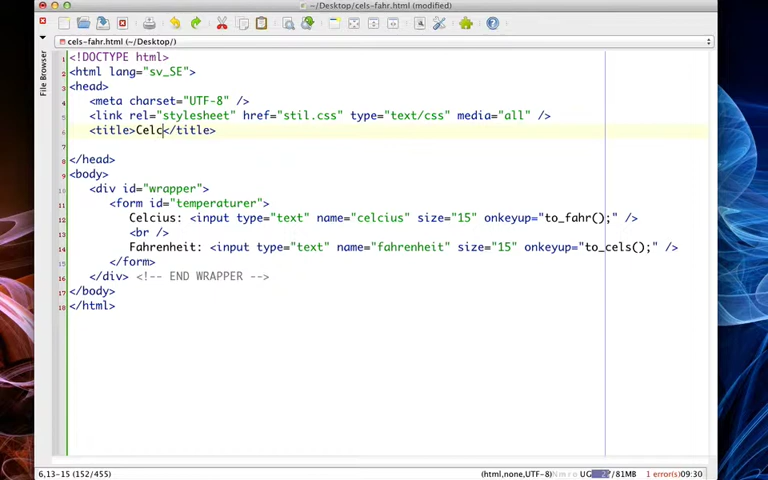 ~/Desktop/cels-fahr.html (modified)
cels-fahr.html (~/Desktop/)
File Browser
1 <!DOCTYPE html>
2 <html lang="sv_SE">
3 <head>
4 <meta charset="UTF-8" />
5 <link rel="stylesheet" href="stil.css" type="text/css" media="all" />
6 <title>Celc</title>
7
8 </head>
9 <body>
10 <div id="wrapper">
11 <form id="temperaturer">
12 Celcius: <input type="text" name="celcius" size="15" onkeyup="to_fahr();" />
13 <br />
14 Fahrenheit: <input type="text" name="fahrenheit" size="15" onkeyup="to_cels();" />
15 </form>
16 </div> <!-- END WRAPPER -->
17 </body>
18 </html>
6,13-15 (152/455)
(html,none,UTF-8) UG /81MB 1 error(s)09:30